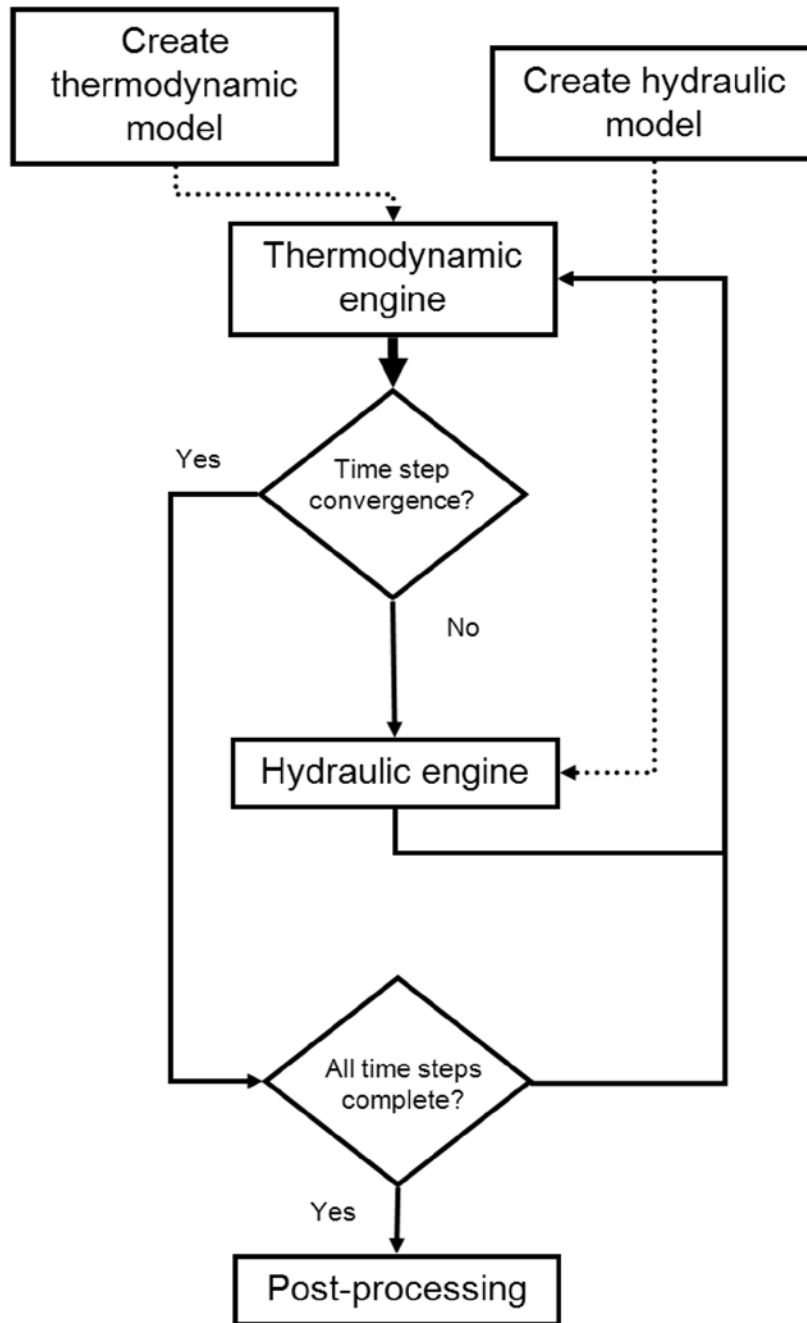 Create
thermodynamic
model
Create hydraulic
model
Thermodynamic
engine
Yes
Time step
convergence?
No
Hydraulic engine
All time steps
complete?
Yes
Post-processing